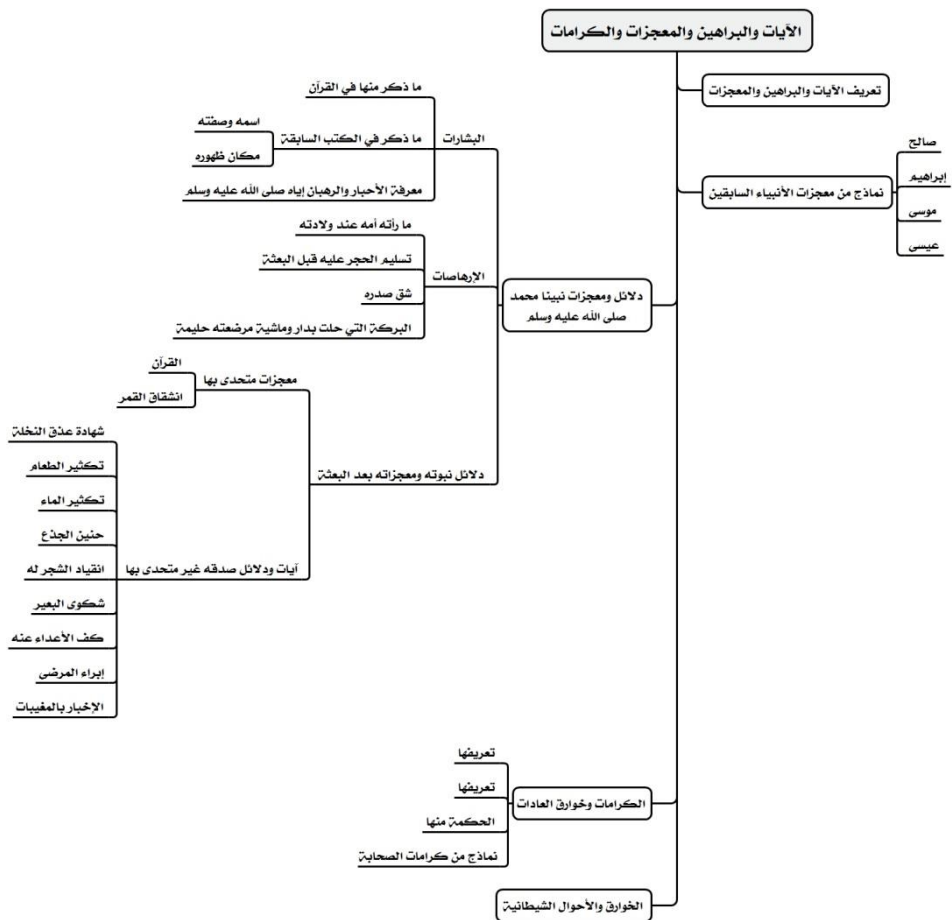 الآيات والبراهين والمعجزات والكرامات
تعريف الآيات والبراهين والمعجزات
نماذج من معجزات الأنبياء السابقين
صالح
إبراهيم
موسى
عيسى
دلائل ومعجزات نبينا محمد
صلى الله عليه وسلم
البشارات
ما ذكر منها في القرآن
ما ذكر في الكتب السابقة
اسمه وصفته
مكان ظهوره
معرفة الأحبار والرهبان إياه صلى الله عليه وسلم
الإرهاصات
ما رأته أمه عند ولادته
تسليم الحجر عليه قبل البعثة
شق صدره
البركة التي حلت بدار وماشية مرضعته حليمة
دلائل نبوته ومعجزاته بعد البعثة
معجزات متحدى بها
القرآن
انشقاق القمر
آيات ودلائل صدقه غير متحدى بها
شهادة عذق النخلة
تكثير الطعام
تكثير الماء
حنين الجذع
انقياد الشجر له
شكوى البعير
كف الأعداء عنه
إبراء المرضى
الإخبار بالمغيبات
الكرامات وخوارق العادات
تعريفها
تعريفها
الحكمة منها
نماذج من كرامات الصحابة
الخوارق والأحوال الشيطانية